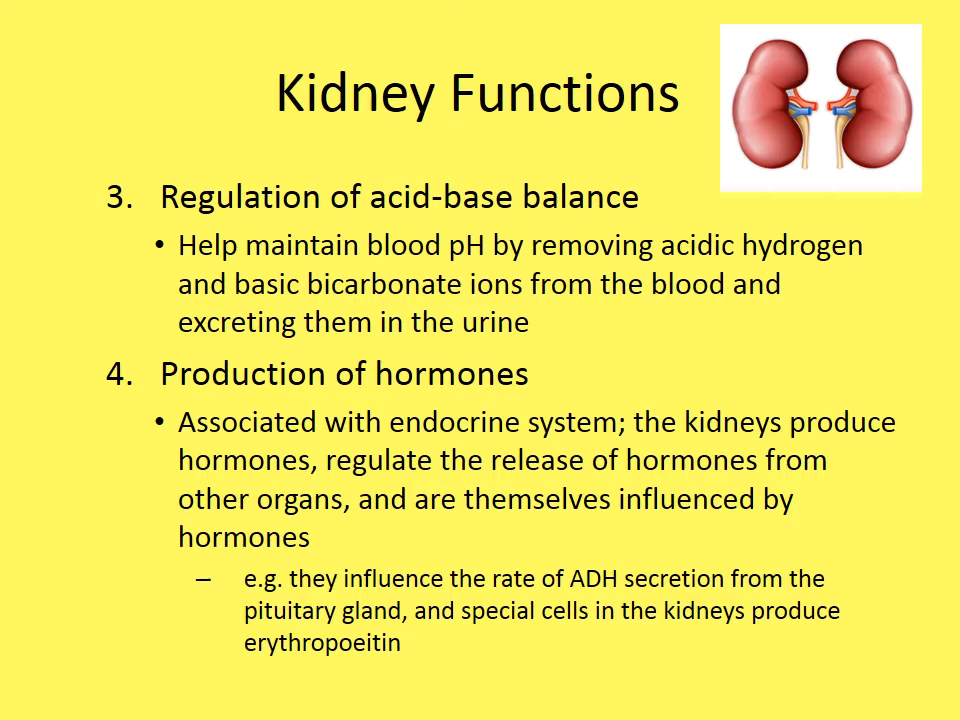 Kidney Functions
3. Regulation of acid-base balance
• Help maintain blood pH by removing acidic hydrogen
and basic bicarbonate ions from the blood and
excreting them in the urine
4. Production of hormones
• Associated with endocrine system; the kidneys produce
hormones, regulate the release of hormones from
other organs, and are themselves influenced by
hormones
– e.g. they influence the rate of ADH secretion from the
pituitary gland, and special cells in the kidneys produce
erythropoeitin